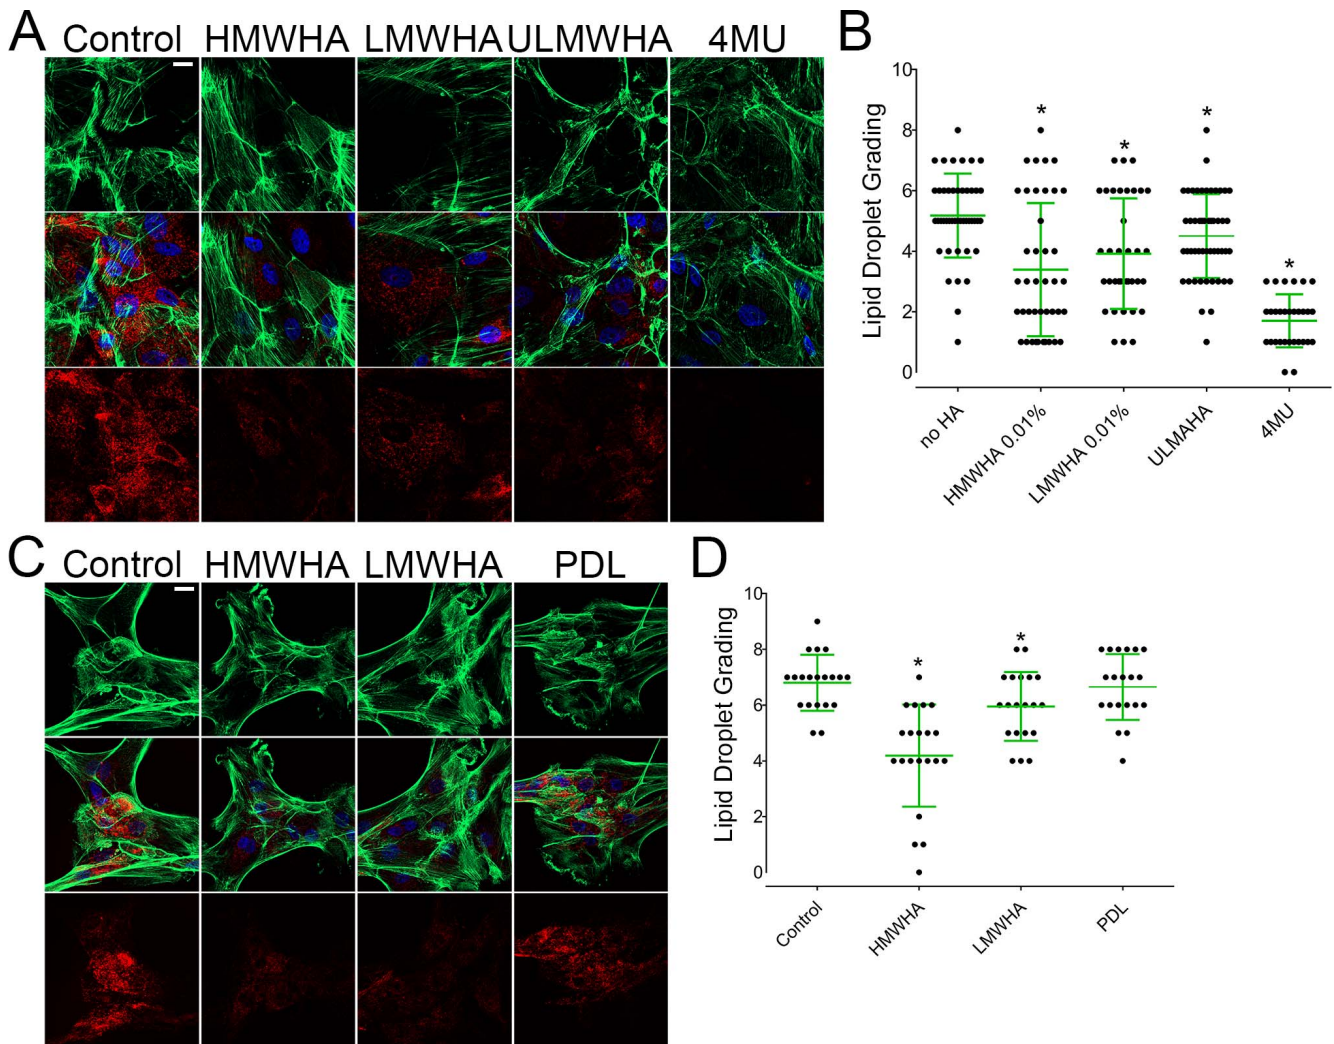 A
Control HMWHA LMWHA ULMWHA 4MU
B
Lipid Droplet Grading
10
8
6
4
2
0
* * * *
no HA HMWHA 0.01% LMWHA 0.01% ULMAHA 4MU
C
Control HMWHA LMWHA PDL
D
Lipid Droplet Grading
10
8
6
4
2
0
* *
Control HMWHA LMWHA PDL